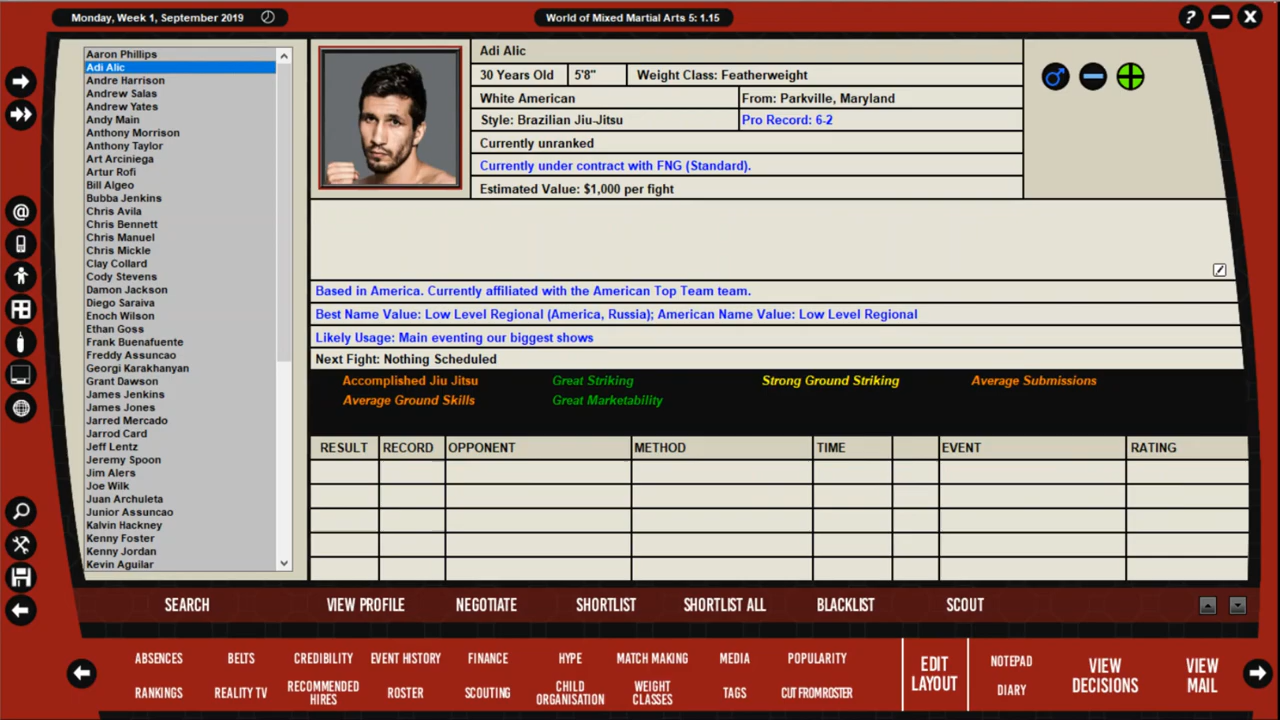 Monday, Week 1, September 2019
World of Mixed Martial Arts 5: 1.15
?
X
Aaron Phillips
Adi Alic
Andre Harrison
Andrew Salas
Andrew Yates
Andy Main
Anthony Morrison
Anthony Taylor
Art Arciniega
Artur Rofi
Bill Algeo
Bubba Jenkins
Chris Avila
Chris Bennett
Chris Manuel
Chris Mickle
Clay Collard
Cody Stevens
Damon Jackson
Diego Saraiva
Enoch Wilson
Ethan Goss
Frank Buenafuente
Freddy Assuncao
Georgi Karakhanyan
Grant Dawson
James Jenkins
James Jones
Jarred Mercado
Jarrod Card
Jeff Lentz
Jeremy Spoon
Jim Alers
Joe Wilk
Juan Archuleta
Junior Assuncao
Kalvin Hackney
Kenny Foster
Kenny Jordan
Kevin Aguilar
Adi Alic
30 Years Old 5'8" Weight Class: Featherweight
White American From: Parkville, Maryland
Style: Brazilian Jiu-Jitsu Pro Record: 6-2
Currently unranked
Currently under contract with FNG (Standard).
Estimated Value: $1,000 per fight
Based in America. Currently affiliated with the American Top Team team.
Best Name Value: Low Level Regional (America, Russia); American Name Value: Low Level Regional
Likely Usage: Main eventing our biggest shows
Next Fight: Nothing Scheduled
Accomplished Jiu Jitsu Great Striking Strong Ground Striking Average Submissions
Average Ground Skills Great Marketability
RESULT RECORD OPPONENT METHOD TIME EVENT RATING
SEARCH VIEW PROFILE NEGOTIATE SHORTLIST SHORTLIST ALL BLACKLIST SCOUT
ABSENCES BELTS CREDIBILITY EVENT HISTORY FINANCE HYPE MATCH MAKING MEDIA POPULARITY
RANKINGS REALITY TV RECOMMENDED HIRES ROSTER SCOUTING CHILD ORGANISATION WEIGHT CLASSES TAGS CUT FROM ROSTER
EDIT LAYOUT
NOTEPAD
DIARY
VIEW DECISIONS
VIEW MAIL